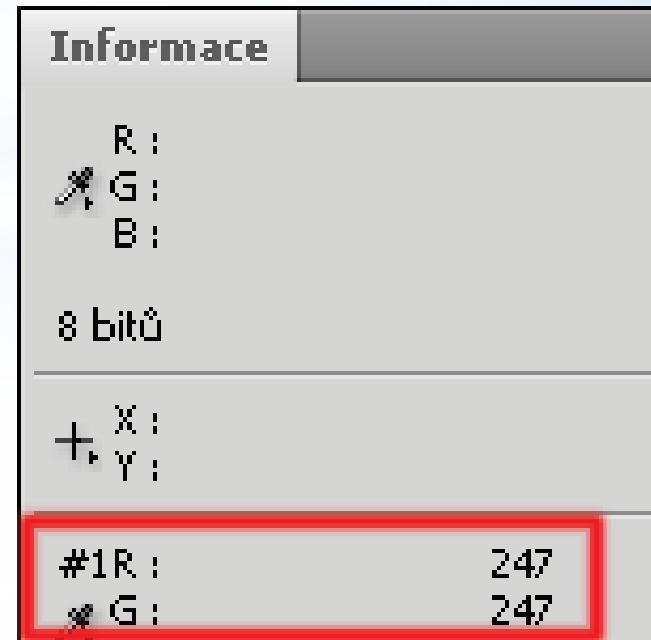 Informace
R :
G :
B :
8 bitů
X :
Y :
#1R : 247
G : 247